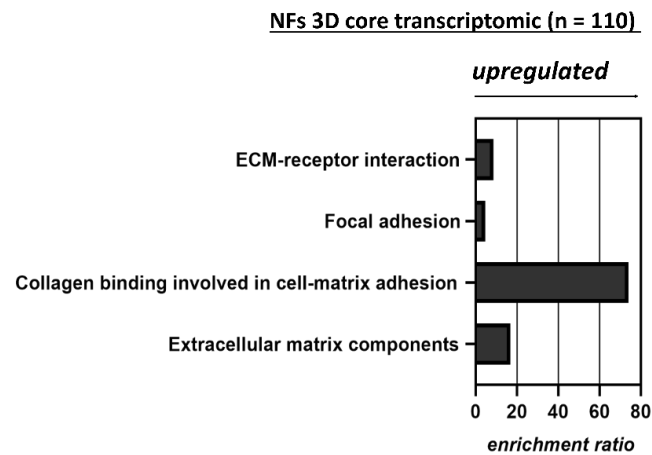 NFs 3D core transcriptomic (n = 110)
upregulated
ECM-receptor interaction
Focal adhesion
Collagen binding involved in cell-matrix adhesion
Extracellular matrix components
0 20 40 60 80
enrichment ratio